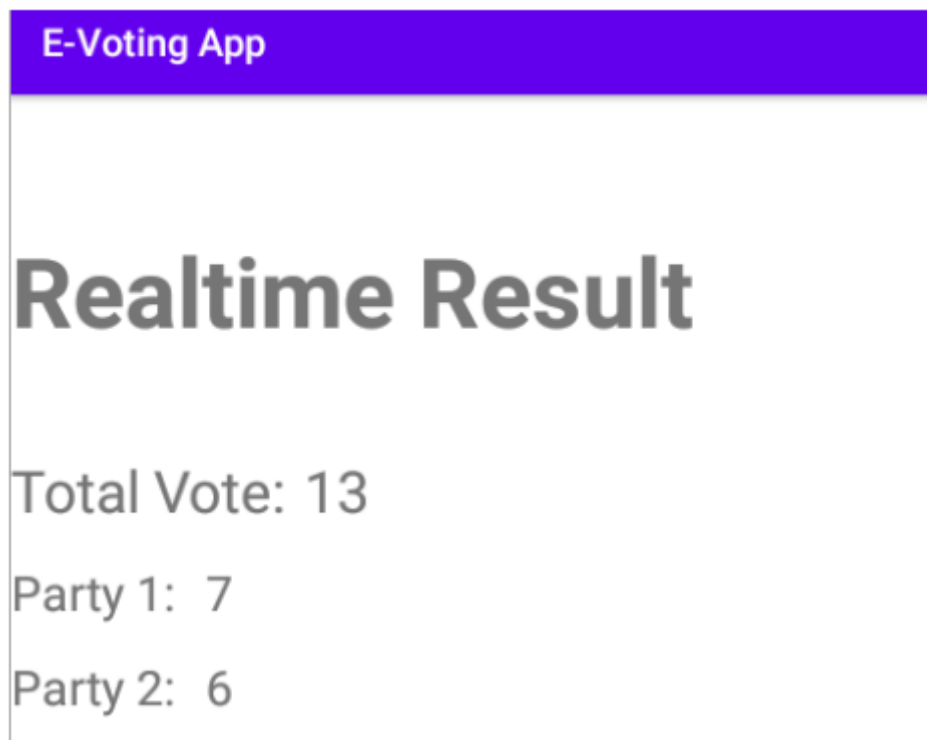 E-Voting App
Realtime Result
Total Vote: 13
Party 1: 7
Party 2: 6